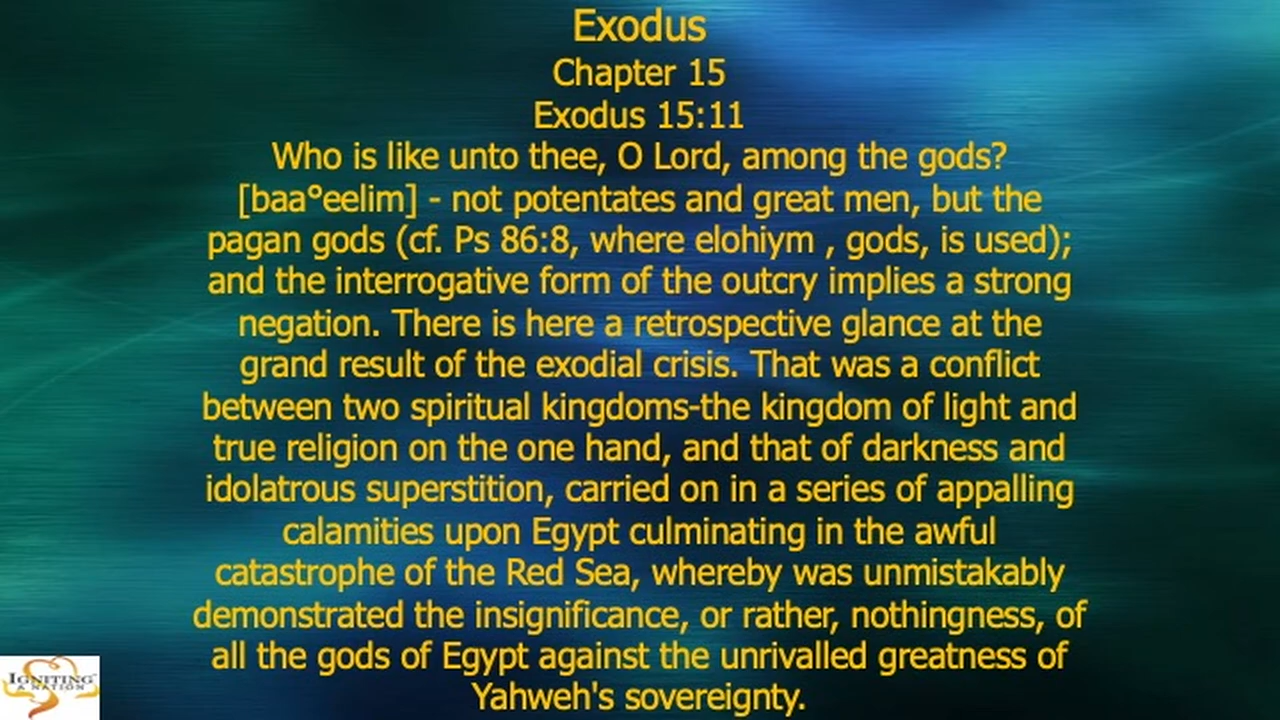 Exodus
Chapter 15
Exodus 15:11
Who is like unto thee, O Lord, among the gods?
[baa°eelim] - not potentates and great men, but the
pagan gods (cf. Ps 86:8, where elohiym , gods, is used);
and the interrogative form of the outcry implies a strong
negation. There is here a retrospective glance at the
grand result of the exodial crisis. That was a conflict
between two spiritual kingdoms-the kingdom of light and
true religion on the one hand, and that of darkness and
idolatrous superstition, carried on in a series of appalling
calamities upon Egypt culminating in the awful
catastrophe of the Red Sea, whereby was unmistakably
demonstrated the insignificance, or rather, nothingness, of
all the gods of Egypt against the unrivalled greatness of
Yahweh's sovereignty.
IGNITING
A NATION